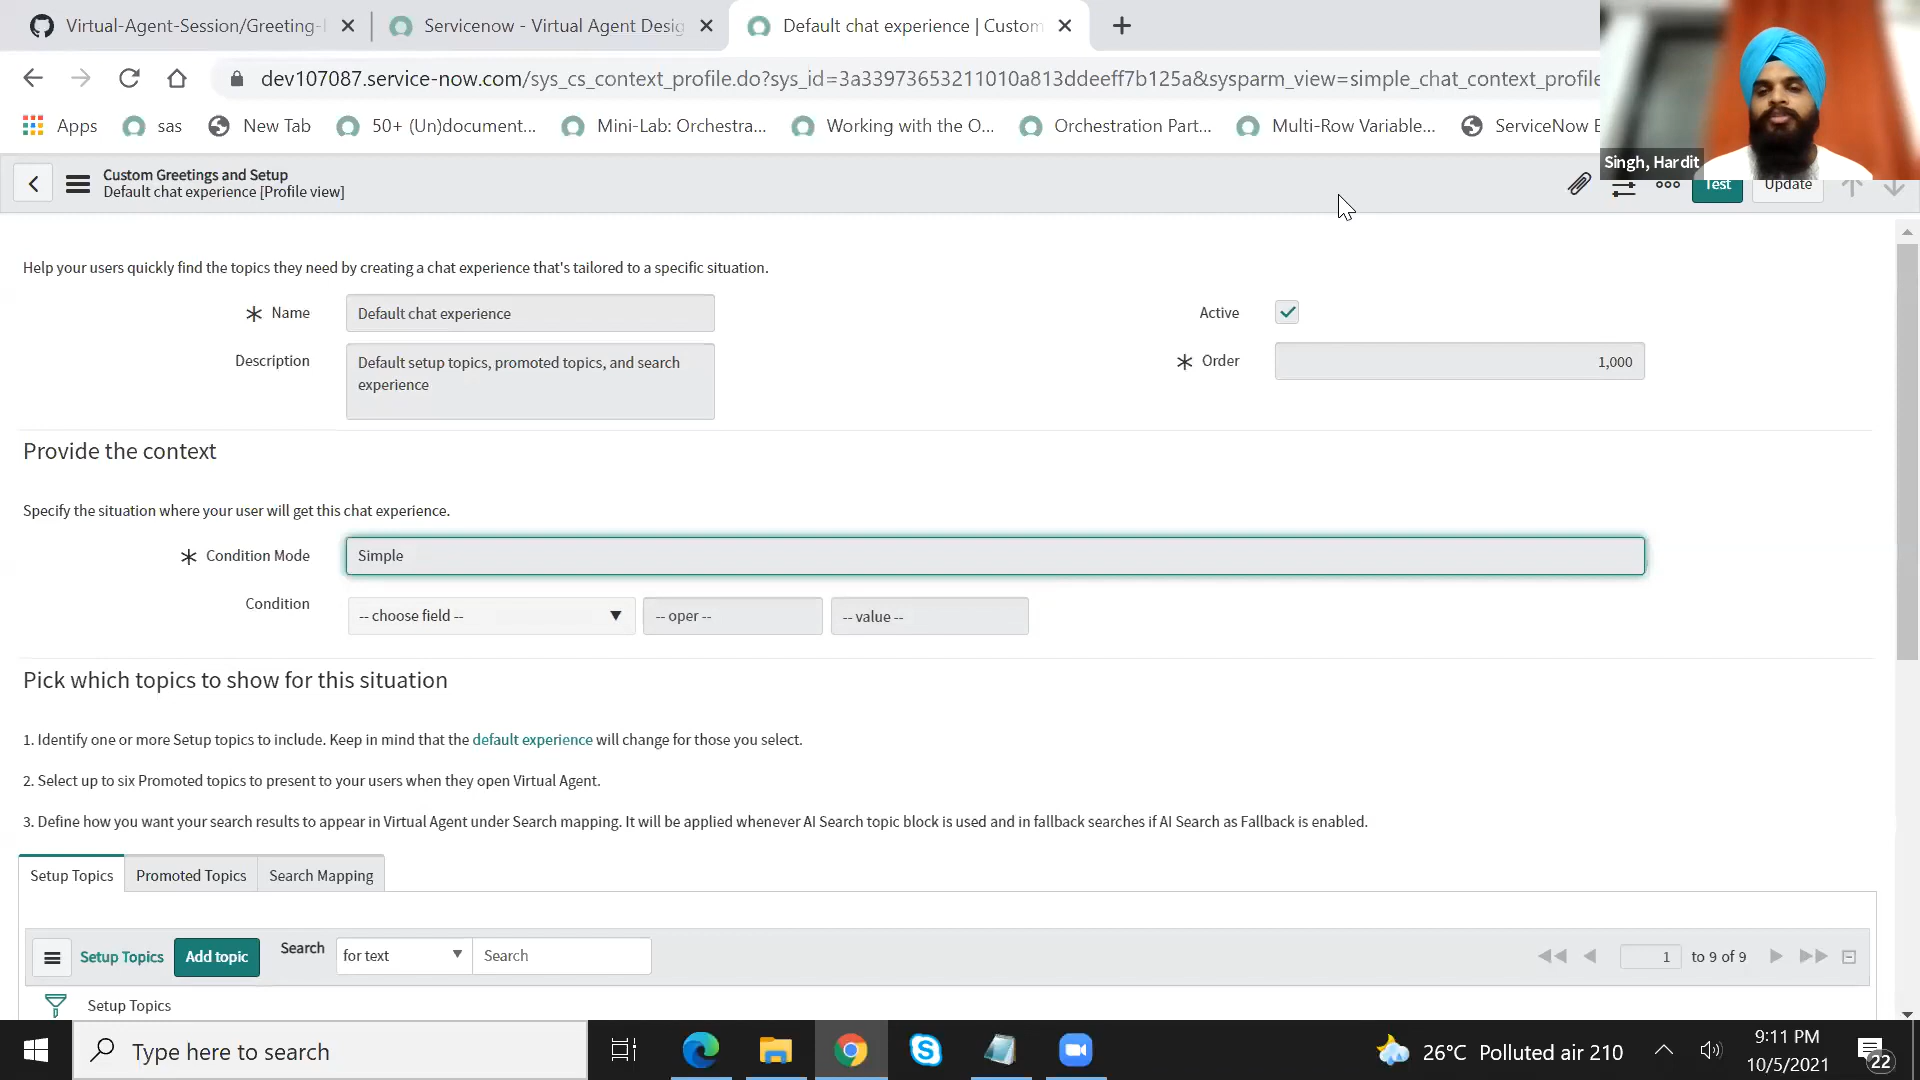 Virtual-Agent-Session/Greeting-
Servicenow - Virtual Agent Desig
Default chat experience | Custom
dev107087.service-now.com/sys_cs_context_profile.do?sys_id=3a33973653211010a813ddeeff7b125a&sysparm_view=simple_chat_context_profile
Apps
sas
New Tab
50+ (Un)document...
Mini-Lab: Orchestra...
Working with the O...
Orchestration Part...
Multi-Row Variable...
ServiceNow
Singh, Hardit
Custom Greetings and Setup
Default chat experience [Profile view]
Test
Update
Help your users quickly find the topics they need by creating a chat experience that's tailored to a specific situation.
Name
Default chat experience
Active
Description
Default setup topics, promoted topics, and search
experience
Order
1,000
Provide the context
Specify the situation where your user will get this chat experience.
Condition Mode
Simple
Condition
-- choose field --
-- oper --
-- value --
Pick which topics to show for this situation
1. Identify one or more Setup topics to include. Keep in mind that the default experience will change for those you select.
2. Select up to six Promoted topics to present to your users when they open Virtual Agent.
3. Define how you want your search results to appear in Virtual Agent under Search mapping. It will be applied whenever AI Search topic block is used and in fallback searches if AI Search as Fallback is enabled.
Setup Topics
Promoted Topics
Search Mapping
Setup Topics
Add topic
Search
for text
Search
1
to 9 of 9
Setup Topics
Type here to search
26°C Polluted air 210
9:11 PM
10/5/2021
22